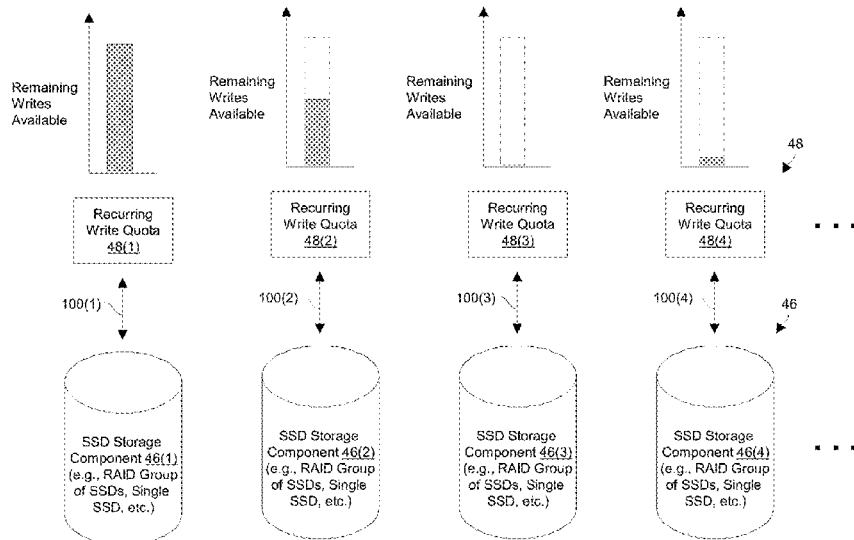 Remaining
Writes
Available
Remaining
Writes
Available
Remaining
Writes
Available
Remaining
Writes
Available
48
Recurring
Write Quota
48(1)
Recurring
Write Quota
48(2)
Recurring
Write Quota
48(3)
Recurring
Write Quota
48(4)
100(1)
100(2)
100(3)
100(4)
46
SSD Storage
Component 46(1)
(e.g., RAID Group
of SSDs, Single
SSD, etc.)
SSD Storage
Component 46(2)
(e.g., RAID Group
of SSDs, Single
SSD, etc.)
SSD Storage
Component 46(3)
(e.g., RAID Group
of SSDs, Single
SSD, etc.)
SSD Storage
Component 46(4)
(e.g., RAID Group
of SSDs, Single
SSD, etc.)